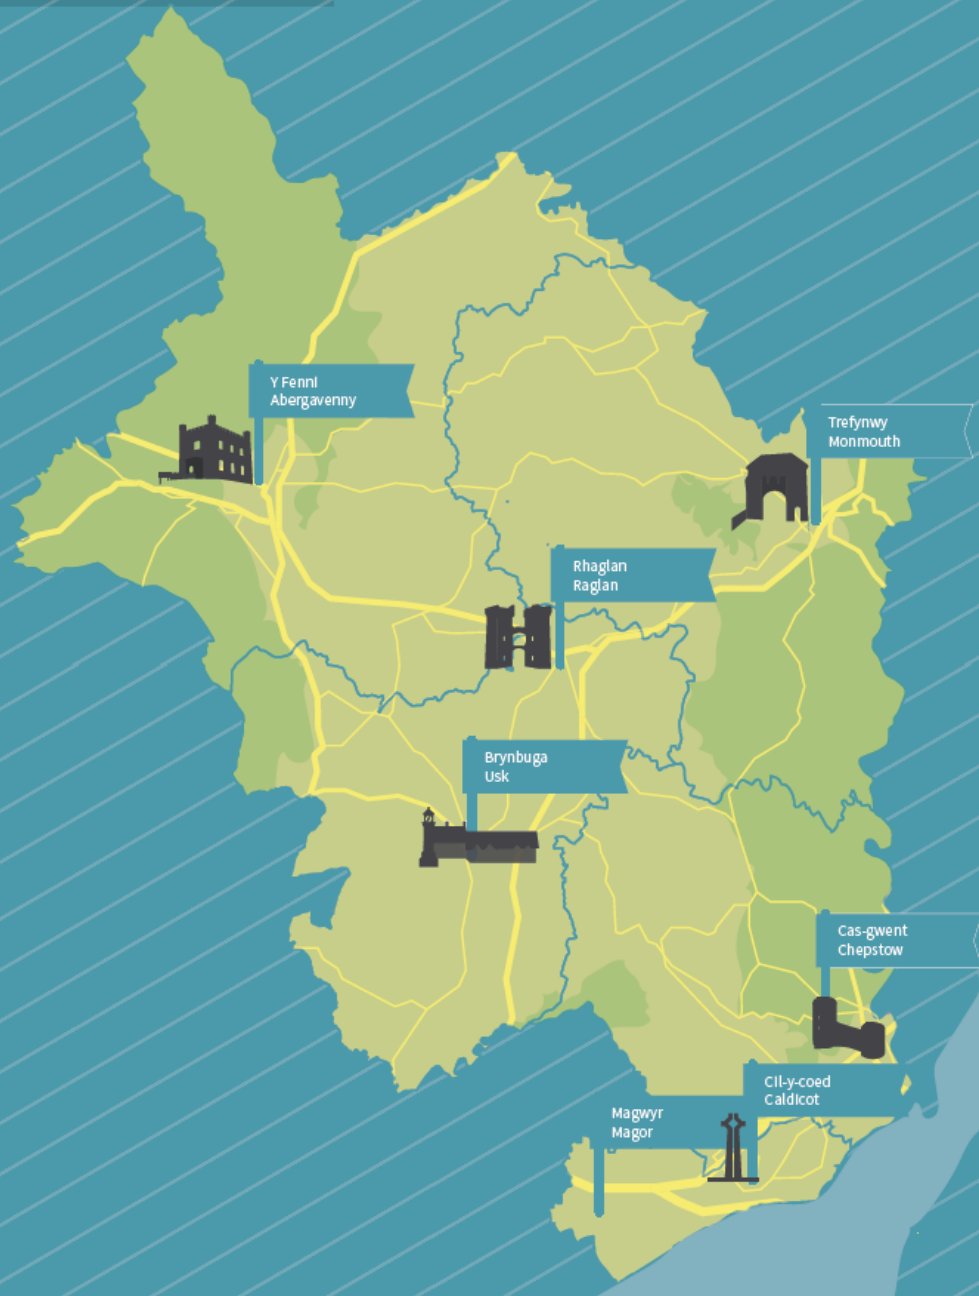 Y Fenni
Abergavenny
Trefynwy
Monmouth
Rhaglan
Raglan
Brynbuga
Usk
Cas-gwent
Chepstow
Cil-y-coed
Caldicot
Magwyr
Magor